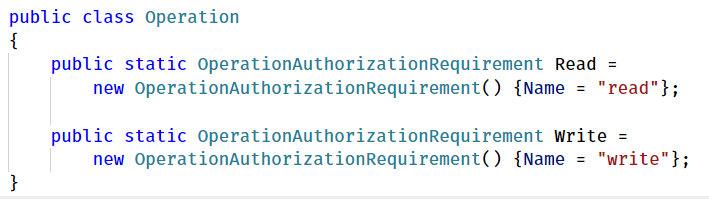 public class Operation
{
    public static OperationAuthorizationRequirement Read =
        new OperationAuthorizationRequirement() {Name = "read"};

    public static OperationAuthorizationRequirement Write =
        new OperationAuthorizationRequirement() {Name = "write"};
}